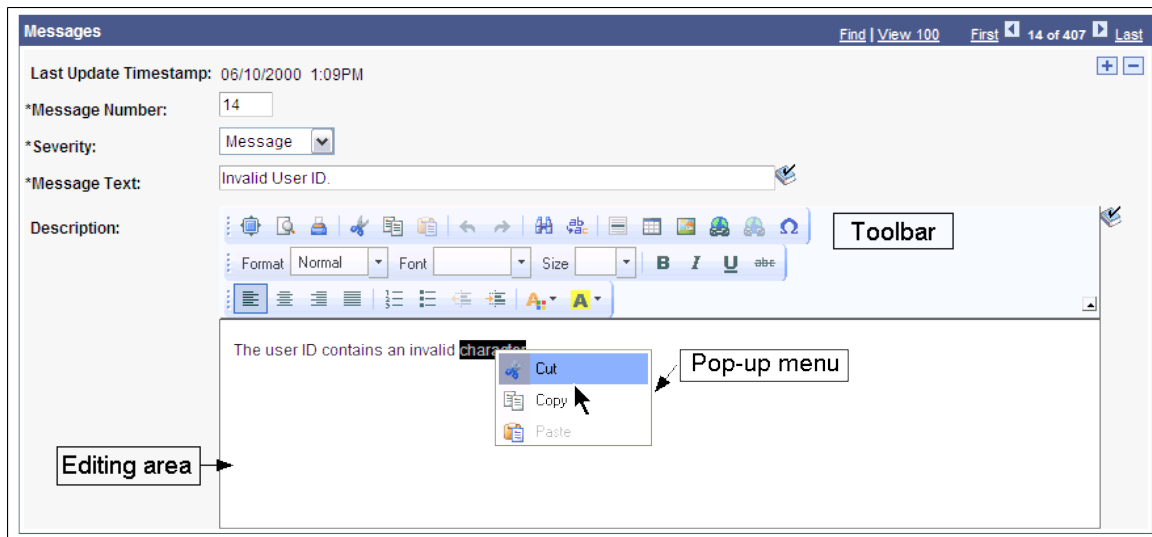 Messages Find | View 100 First 14 of 407 Last
Last Update Timestamp: 06/10/2000 1:09PM
*Message Number: 14
*Severity: Message
*Message Text: Invalid User ID.
Description:
Toolbar
Format Normal Font Size B I U abc
A A
The user ID contains an invalid character
Cut
Pop-up menu
Copy
Paste
Editing area